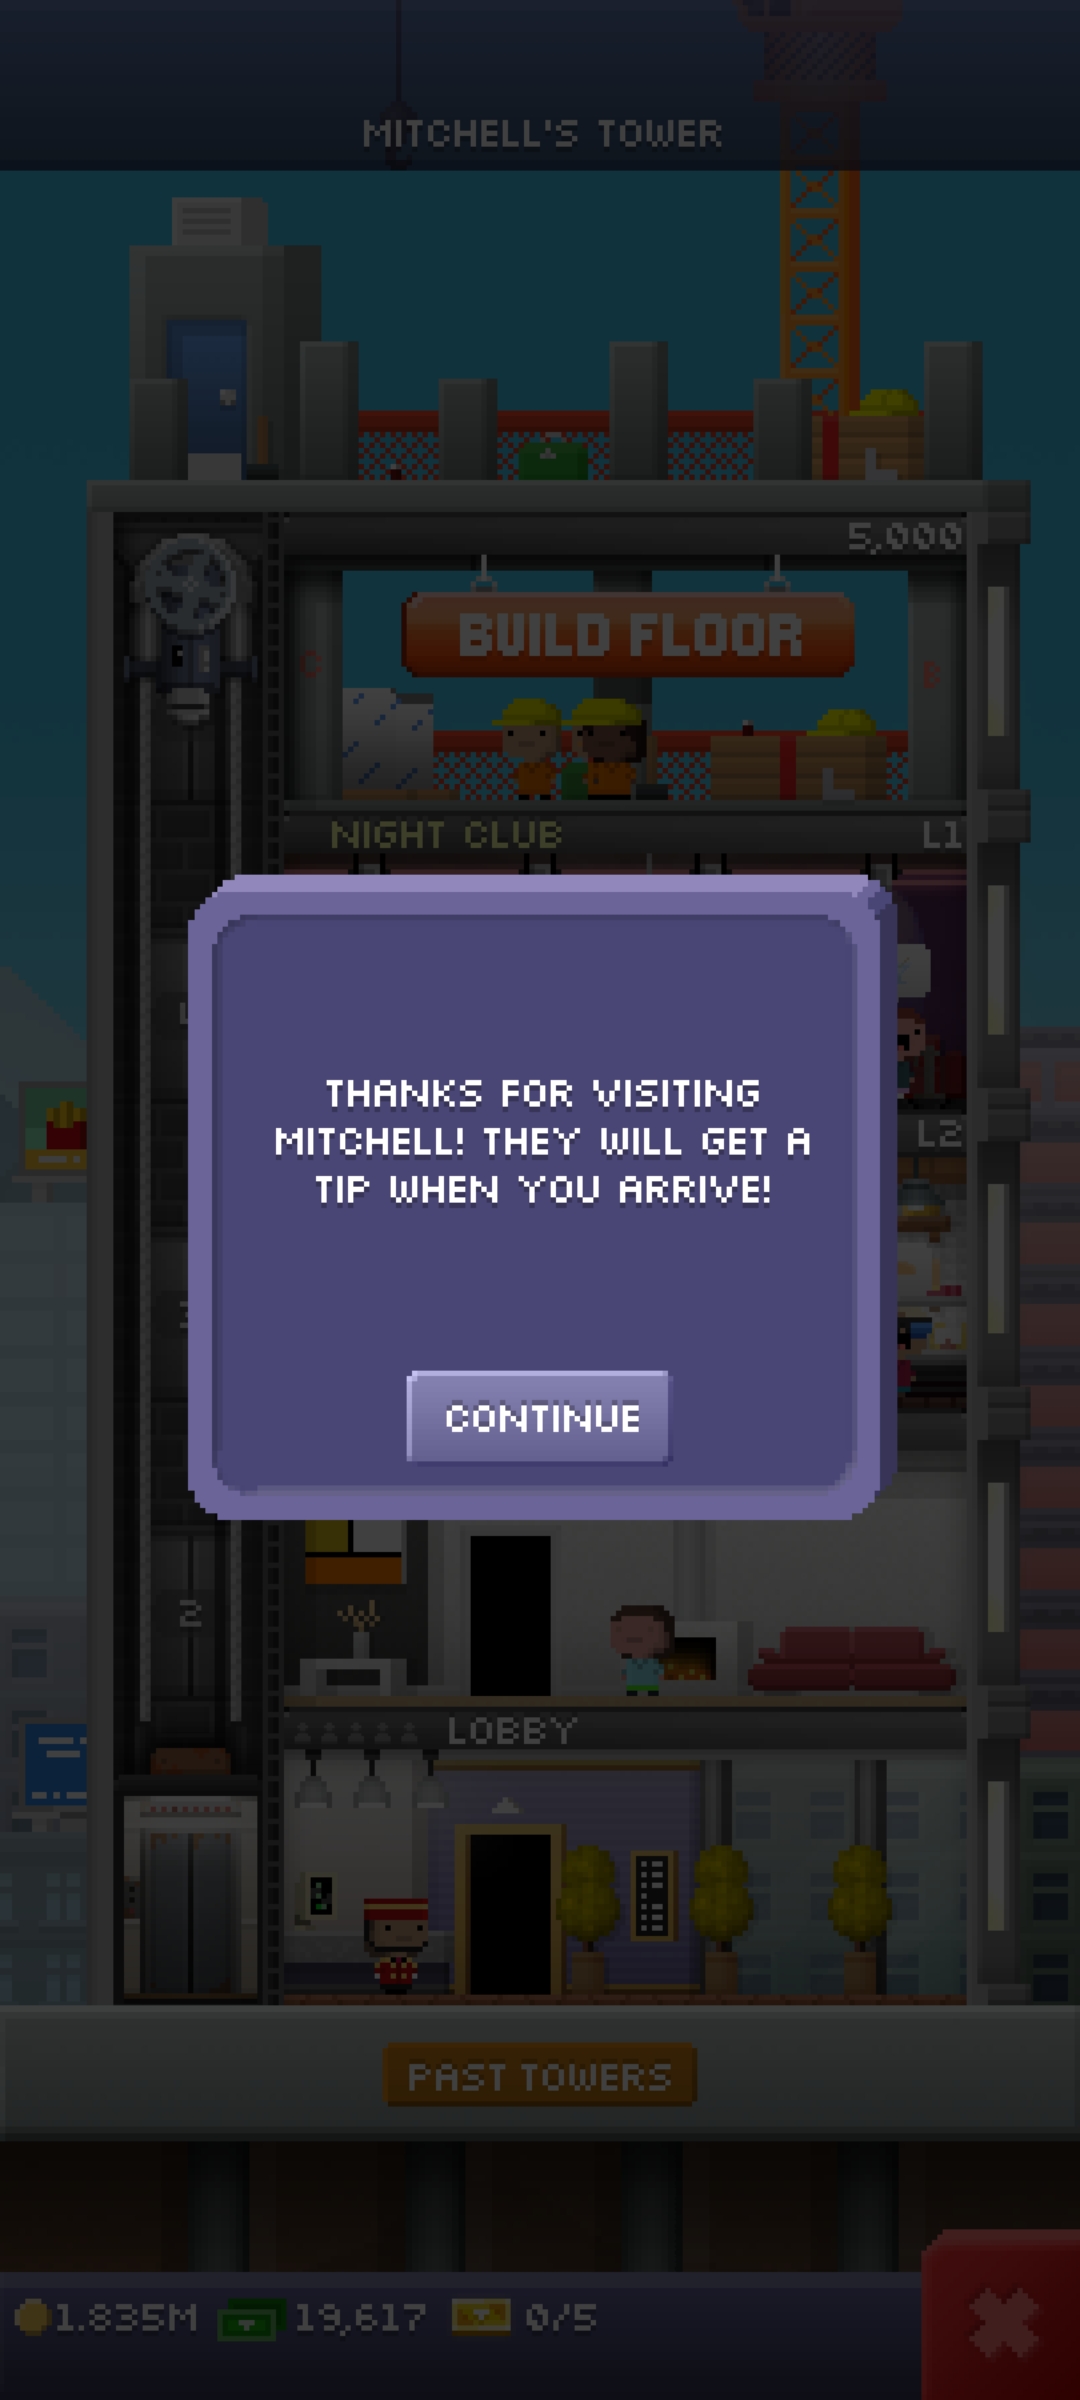 MITCHELL'S TOWER
5,000
BUILD FLOOR
NIGHT CLUB
L1
L2
THANKS FOR VISITING
MITCHELL! THEY WILL GET A
TIP WHEN YOU ARRIVE!
CONTINUE
2
LOBBY
PAST TOWERS
1.835M 19,617 0/5